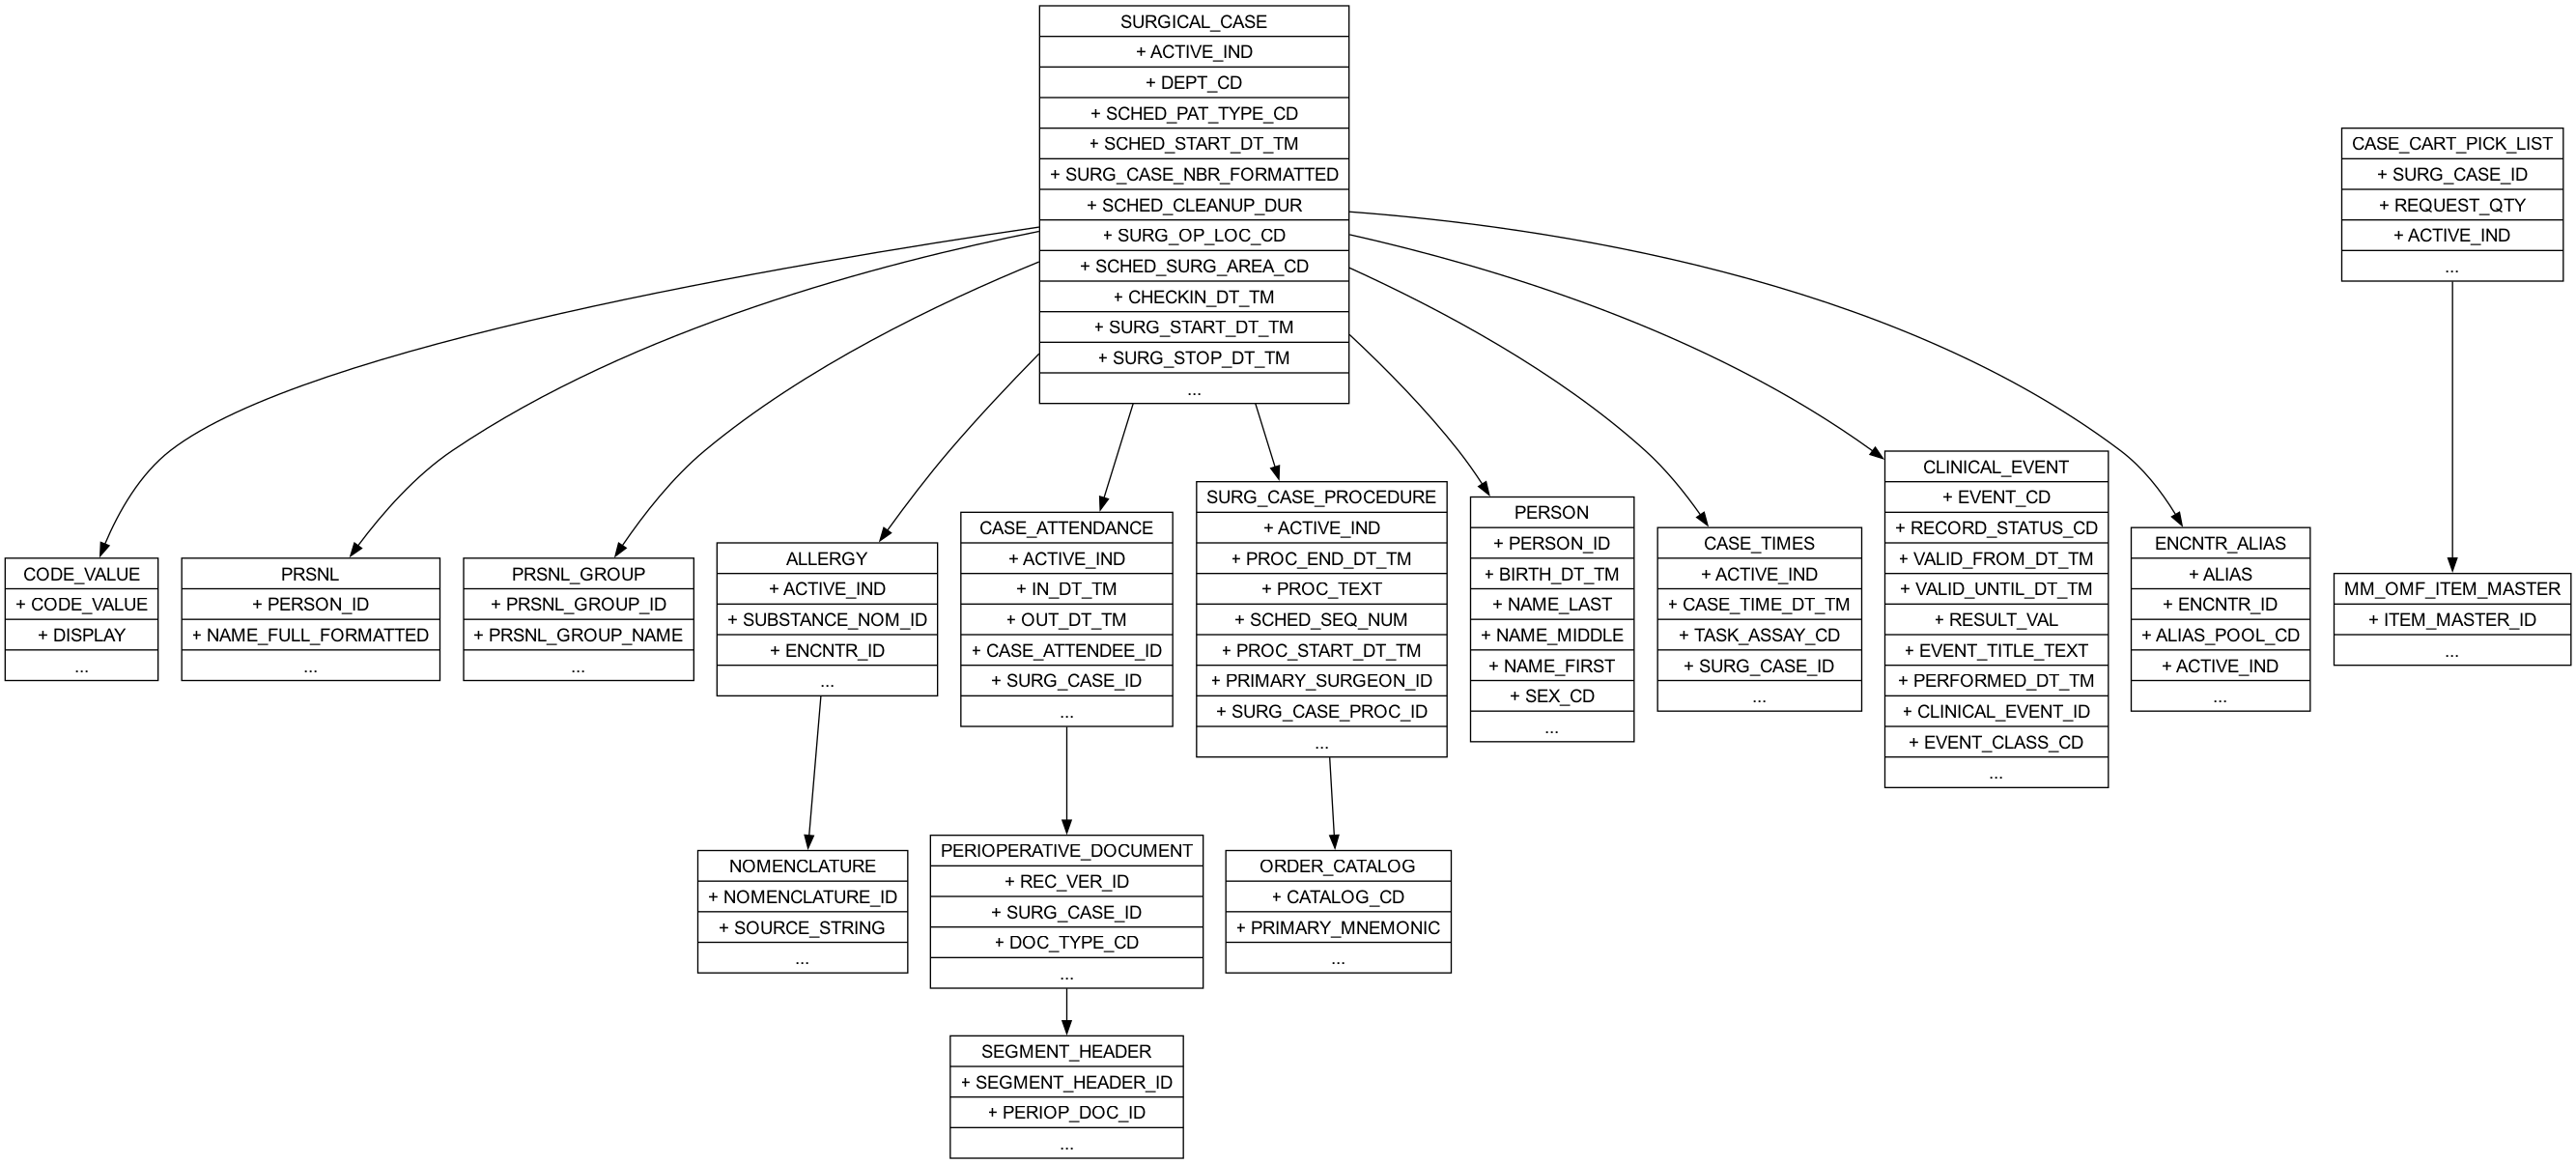 SURGICAL_CASE
+ ACTIVE_IND
+ DEPT_CD
+ SCHED_PAT_TYPE_CD
+ SCHED_START_DT_TM
+ SURG_CASE_NBR_FORMATTED
+ SCHED_CLEANUP_DUR
+ SURG_OP_LOC_CD
+ SCHED_SURG_AREA_CD
+ CHECKIN_DT_TM
+ SURG_START_DT_TM
+ SURG_STOP_DT_TM
...
CASE_CART_PICK_LIST
+ SURG_CASE_ID
+ REQUEST_QTY
+ ACTIVE_IND
...
CODE_VALUE
+ CODE_VALUE
+ DISPLAY
...
PRSNL
+ PERSON_ID
+ NAME_FULL_FORMATTED
...
PRSNL_GROUP
+ PRSNL_GROUP_ID
+ PRSNL_GROUP_NAME
...
ALLERGY
+ ACTIVE_IND
+ SUBSTANCE_NOM_ID
+ ENCNTR_ID
...
CASE_ATTENDANCE
+ ACTIVE_IND
+ IN_DT_TM
+ OUT_DT_TM
+ CASE_ATTENDEE_ID
+ SURG_CASE_ID
...
SURG_CASE_PROCEDURE
+ ACTIVE_IND
+ PROC_END_DT_TM
+ PROC_TEXT
+ SCHED_SEQ_NUM
+ PROC_START_DT_TM
+ PRIMARY_SURGEON_ID
+ SURG_CASE_PROC_ID
...
PERSON
+ PERSON_ID
+ BIRTH_DT_TM
+ NAME_LAST
+ NAME_MIDDLE
+ NAME_FIRST
+ SEX_CD
...
CASE_TIMES
+ ACTIVE_IND
+ CASE_TIME_DT_TM
+ TASK_ASSAY_CD
+ SURG_CASE_ID
...
CLINICAL_EVENT
+ EVENT_CD
+ RECORD_STATUS_CD
+ VALID_FROM_DT_TM
+ VALID_UNTIL_DT_TM
+ RESULT_VAL
+ EVENT_TITLE_TEXT
+ PERFORMED_DT_TM
+ CLINICAL_EVENT_ID
+ EVENT_CLASS_CD
...
ENCNTR_ALIAS
+ ALIAS
+ ENCNTR_ID
+ ALIAS_POOL_CD
+ ACTIVE_IND
...
MM_OMF_ITEM_MASTER
+ ITEM_MASTER_ID
...
NOMENCLATURE
+ NOMENCLATURE_ID
+ SOURCE_STRING
...
PERIOPERATIVE_DOCUMENT
+ REC_VER_ID
+ SURG_CASE_ID
+ DOC_TYPE_CD
...
ORDER_CATALOG
+ CATALOG_CD
+ PRIMARY_MNEMONIC
...
SEGMENT_HEADER
+ SEGMENT_HEADER_ID
+ PERIOP_DOC_ID
...